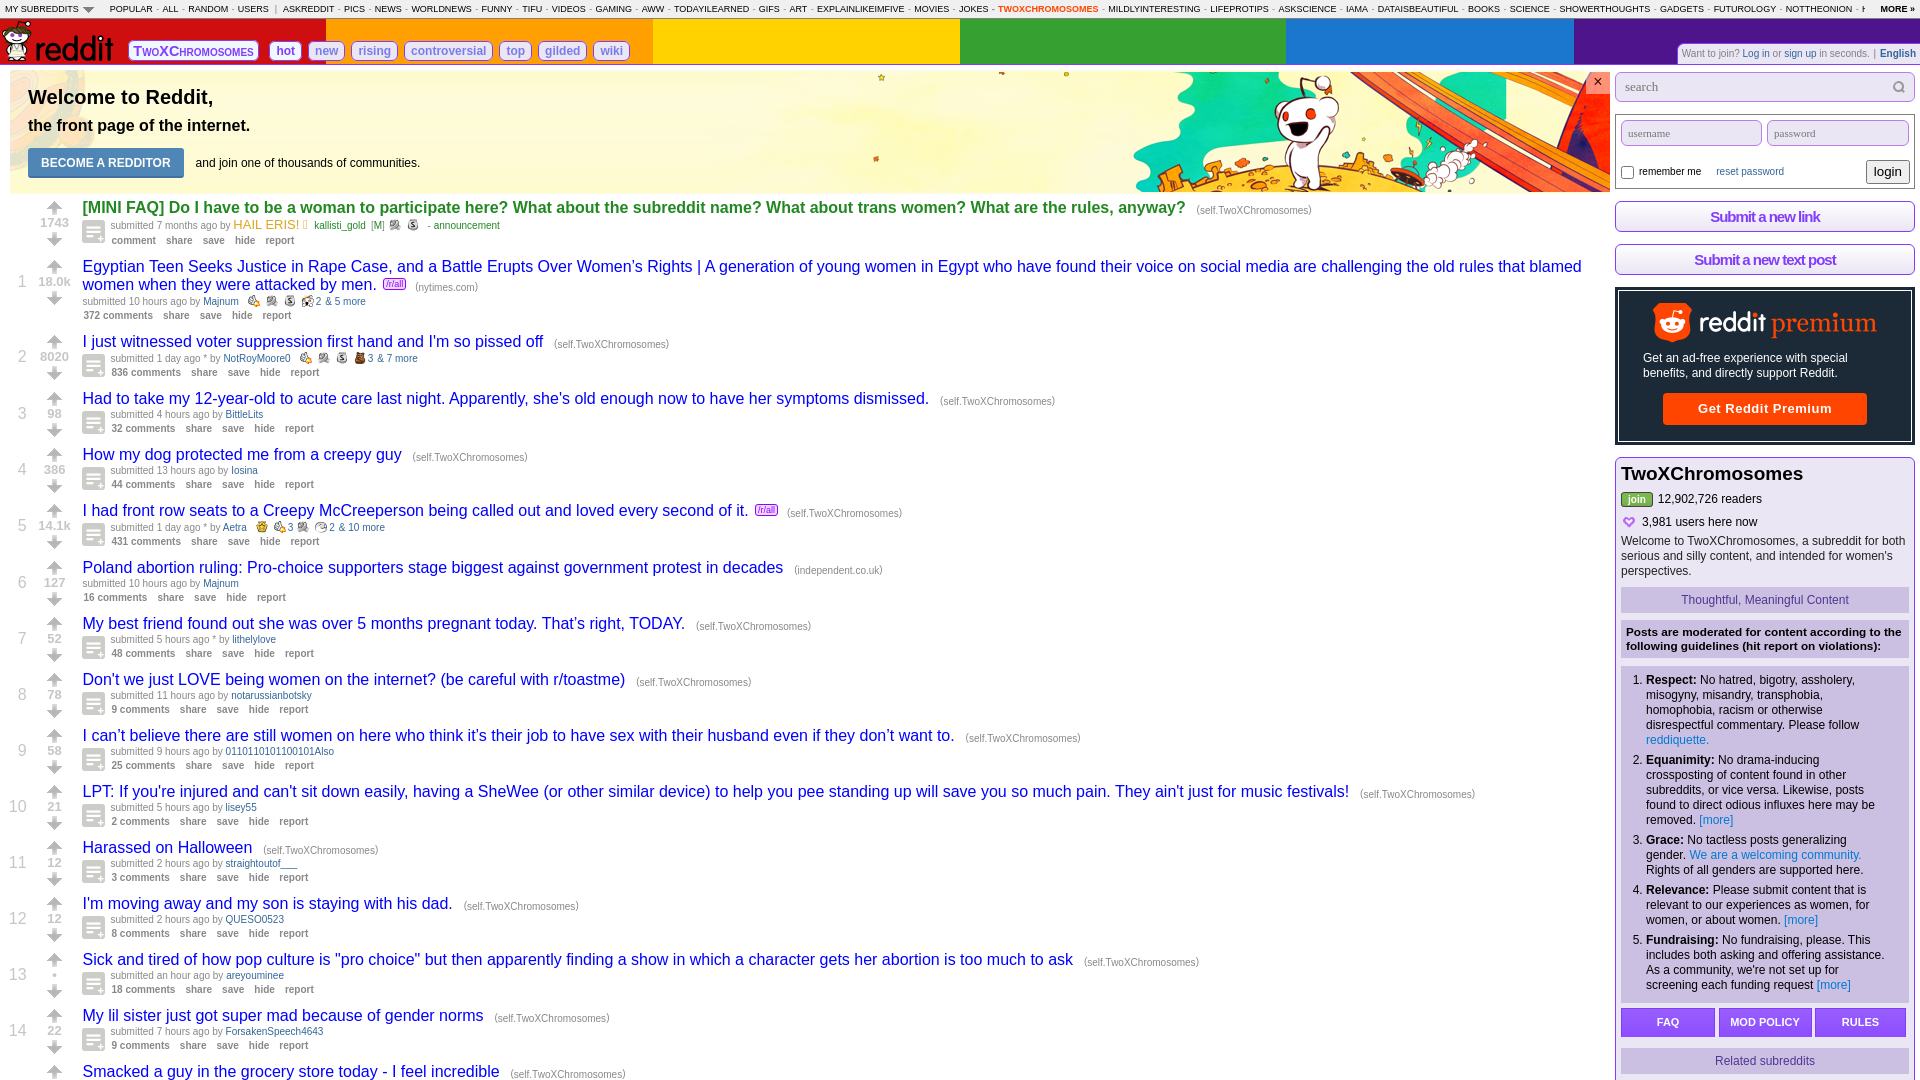 MY SUBREDDITS POPULAR - ALL - RANDOM - USERS | ASKREDDIT - PICS - NEWS - WORLDNEWS - FUNNY - TIFU - VIDEOS - GAMING - AWW - TODAYILEARNED - GIFS - ART - EXPLAINLIKEIMFIVE - MOVIES - JOKES - TWOXCHROMOSOMES - MILDLYINTERESTING - LIFEPROTIPS - ASKSCIENCE - IAMA - DATAISBEAUTIFUL - BOOKS - SCIENCE - SHOWERTHOUGHTS - GADGETS - FUTUROLOGY - NOTTHEONION - MORE »
reddit TWOXCHROMOSOMES hot new rising controversial top gilded wiki
Want to join? Log in or sign up in seconds. | English
Welcome to Reddit,
the front page of the internet.
BECOME A REDDITOR and join one of thousands of communities.
×
1743
[MINI FAQ] Do I have to be a woman to participate here? What about the subreddit name? What about trans women? What are the rules, anyway? (self.TwoXChromosomes)
submitted 7 months ago by HAIL ERIS! kallisti_gold [M] - announcement
comment share save hide report
1 18.0k
Egyptian Teen Seeks Justice in Rape Case, and a Battle Erupts Over Women’s Rights | A generation of young women in Egypt who have found their voice on social media are challenging the old rules that blamed
women when they were attacked by men. /r/all (nytimes.com)
submitted 10 hours ago by Majnum 2 & 5 more
372 comments share save hide report
2 8020
I just witnessed voter suppression first hand and I'm so pissed off (self.TwoXChromosomes)
submitted 1 day ago * by NotRoyMoore0 3 & 7 more
836 comments share save hide report
3 98
Had to take my 12-year-old to acute care last night. Apparently, she's old enough now to have her symptoms dismissed. (self.TwoXChromosomes)
submitted 4 hours ago by BittleLits
32 comments share save hide report
4 386
How my dog protected me from a creepy guy (self.TwoXChromosomes)
submitted 13 hours ago by Iosina
44 comments share save hide report
5 14.1k
I had front row seats to a Creepy McCreeperson being called out and loved every second of it. /r/all (self.TwoXChromosomes)
submitted 1 day ago * by Aetra 3 2 & 10 more
431 comments share save hide report
6 127
Poland abortion ruling: Pro-choice supporters stage biggest against government protest in decades (independent.co.uk)
submitted 10 hours ago by Majnum
16 comments share save hide report
7 52
My best friend found out she was over 5 months pregnant today. That’s right, TODAY. (self.TwoXChromosomes)
submitted 5 hours ago * by lithelylove
48 comments share save hide report
8 78
Don't we just LOVE being women on the internet? (be careful with r/toastme) (self.TwoXChromosomes)
submitted 11 hours ago by notarussianbotsky
9 comments share save hide report
9 58
I can’t believe there are still women on here who think it’s their job to have sex with their husband even if they don’t want to. (self.TwoXChromosomes)
submitted 9 hours ago by 0110110101100101Also
25 comments share save hide report
10 21
LPT: If you're injured and can't sit down easily, having a SheWee (or other similar device) to help you pee standing up will save you so much pain. They ain't just for music festivals! (self.TwoXChromosomes)
submitted 5 hours ago by lisey55
2 comments share save hide report
11 12
Harassed on Halloween (self.TwoXChromosomes)
submitted 2 hours ago by straightoutof___
3 comments share save hide report
12 12
I'm moving away and my son is staying with his dad. (self.TwoXChromosomes)
submitted 2 hours ago by QUESO0523
8 comments share save hide report
13 •
Sick and tired of how pop culture is "pro choice" but then apparently finding a show in which a character gets her abortion is too much to ask (self.TwoXChromosomes)
submitted an hour ago by areyouminee
18 comments share save hide report
14 22
My lil sister just got super mad because of gender norms (self.TwoXChromosomes)
submitted 7 hours ago by ForsakenSpeech4643
9 comments share save hide report
Smacked a guy in the grocery store today - I feel incredible (self.TwoXChromosomes)
search
username password
remember me reset password login
Submit a new link
Submit a new text post
reddit premium
Get an ad-free experience with special
benefits, and directly support Reddit.
Get Reddit Premium
TwoXChromosomes
join 12,902,726 readers
3,981 users here now
Welcome to TwoXChromosomes, a subreddit for both
serious and silly content, and intended for women's
perspectives.
Thoughtful, Meaningful Content
Posts are moderated for content according to the
following guidelines (hit report on violations):
1. Respect: No hatred, bigotry, assholery,
misogyny, misandry, transphobia,
homophobia, racism or otherwise
disrespectful commentary. Please follow
reddiquette.
2. Equanimity: No drama-inducing
crossposting of content found in other
subreddits, or vice versa. Likewise, posts
found to direct odious influxes here may be
removed. [more]
3. Grace: No tactless posts generalizing
gender. We are a welcoming community.
Rights of all genders are supported here.
4. Relevance: Please submit content that is
relevant to our experiences as women, for
women, or about women. [more]
5. Fundraising: No fundraising, please. This
includes both asking and offering assistance.
As a community, we're not set up for
screening each funding request [more]
FAQ MOD POLICY RULES
Related subreddits